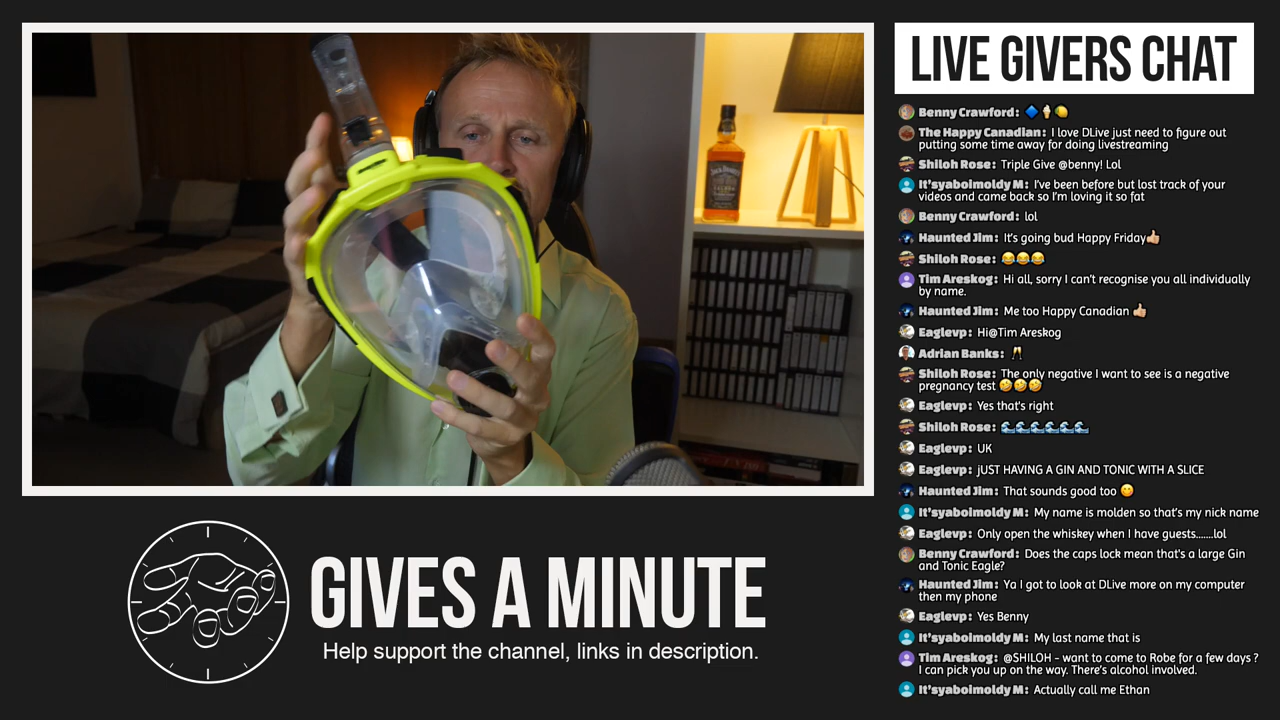 LIVE GIVERS CHAT
Benny Crawford: 🔷🍦🍋
The Happy Canadian: I love DLive just need to figure out
putting some time away for doing livestreaming
Shiloh Rose: Triple Give @benny! Lol
It'syaboimoldy M: I've been before but lost track of your
videos and came back so I'm loving it so fat
Benny Crawford: lol
Haunted Jim: It's going bud Happy Friday👍🏼
Shiloh Rose: 😂😂😂
Tim Areskog: Hi all, sorry I can't recognise you all individually
by name.
Haunted Jim: Me too Happy Canadian 👍🏼
Eaglevp: Hi@Tim Areskog
Adrian Banks: 🥂
Shiloh Rose: The only negative I want to see is a negative
pregnancy test 🤣🤣🤣
Eaglevp: Yes that's right
Shiloh Rose: 🌊🌊🌊🌊🌊🌊
Eaglevp: UK
Eaglevp: jUST HAVING A GIN AND TONIC WITH A SLICE
Haunted Jim: That sounds good too 😋
It'syaboimoldy M: My name is molden so that's my nick name
Eaglevp: Only open the whiskey when I have guests.......lol
Benny Crawford: Does the caps lock mean that's a large Gin
and Tonic Eagle?
Haunted Jim: Ya I got to look at DLive more on my computer
then my phone
Eaglevp: Yes Benny
It'syaboimoldy M: My last name that is
Tim Areskog: @SHILOH - want to come to Robe for a few days ?
I can pick you up on the way. There's alcohol involved.
It'syaboimoldy M: Actually call me Ethan
GIVES A MINUTE
Help support the channel, links in description.